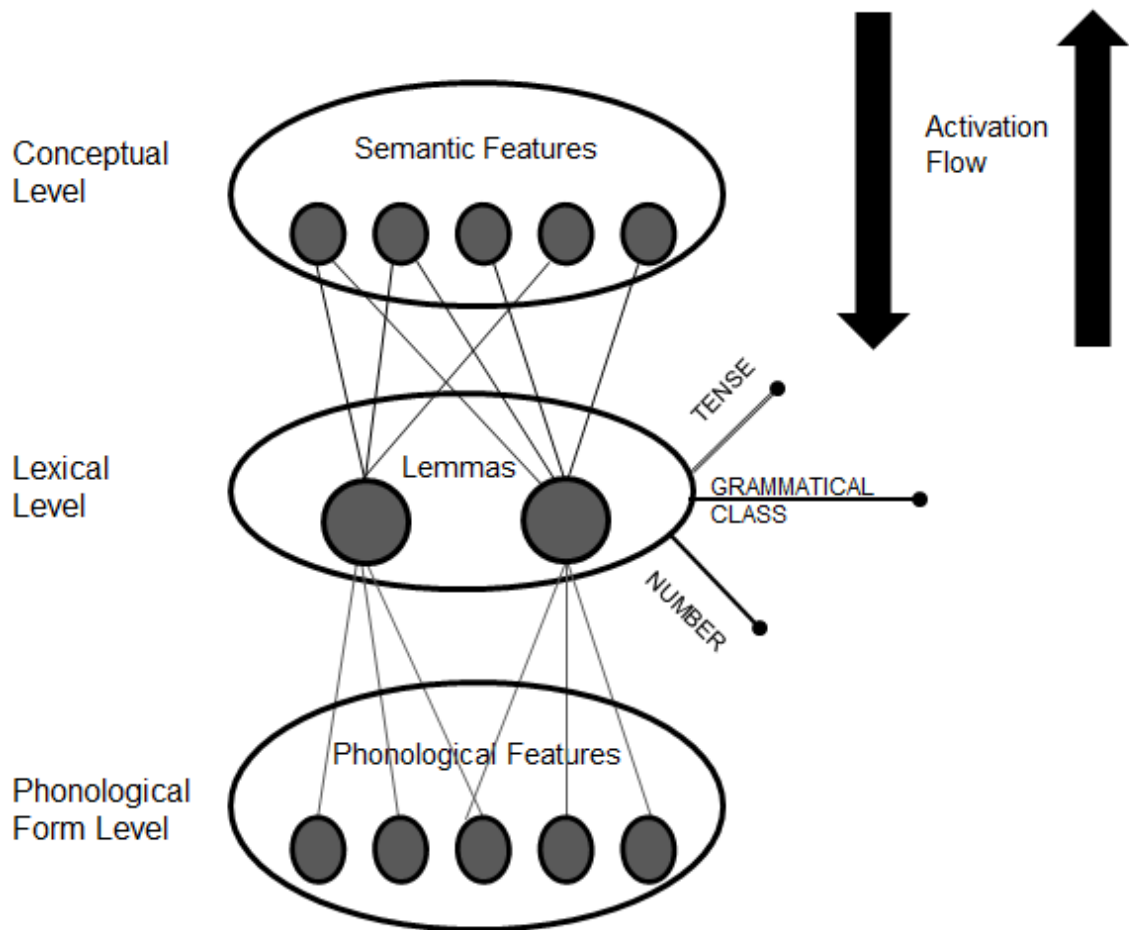 Conceptual
Level
Semantic Features
Activation
Flow
Lexical
Level
Lemmas
TENSE
GRAMMATICAL
CLASS
NUMBER
Phonological
Form Level
Phonological Features